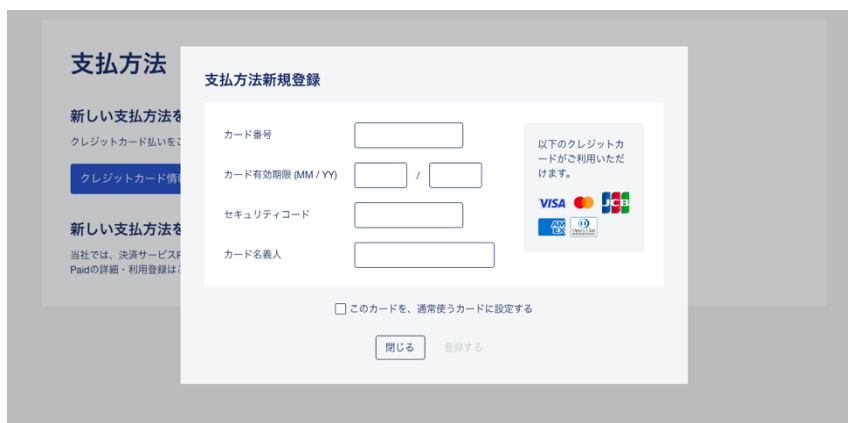 支払方法
新しい支払方法を
クレジットカード払いをご
クレジットカード情
新しい支払方法を
当社では、決済サービスP
Paidの詳細・利用登録はこ
支払方法新規登録
カード番号
カード有効期限 (MM / YY)
/
セキュリティコード
カード名義人
以下のクレジットカ
ードがご利用いただ
けます。
VISA
JCB
AM
EX
Diners Club
このカードを、通常使うカードに設定する
閉じる
登録する